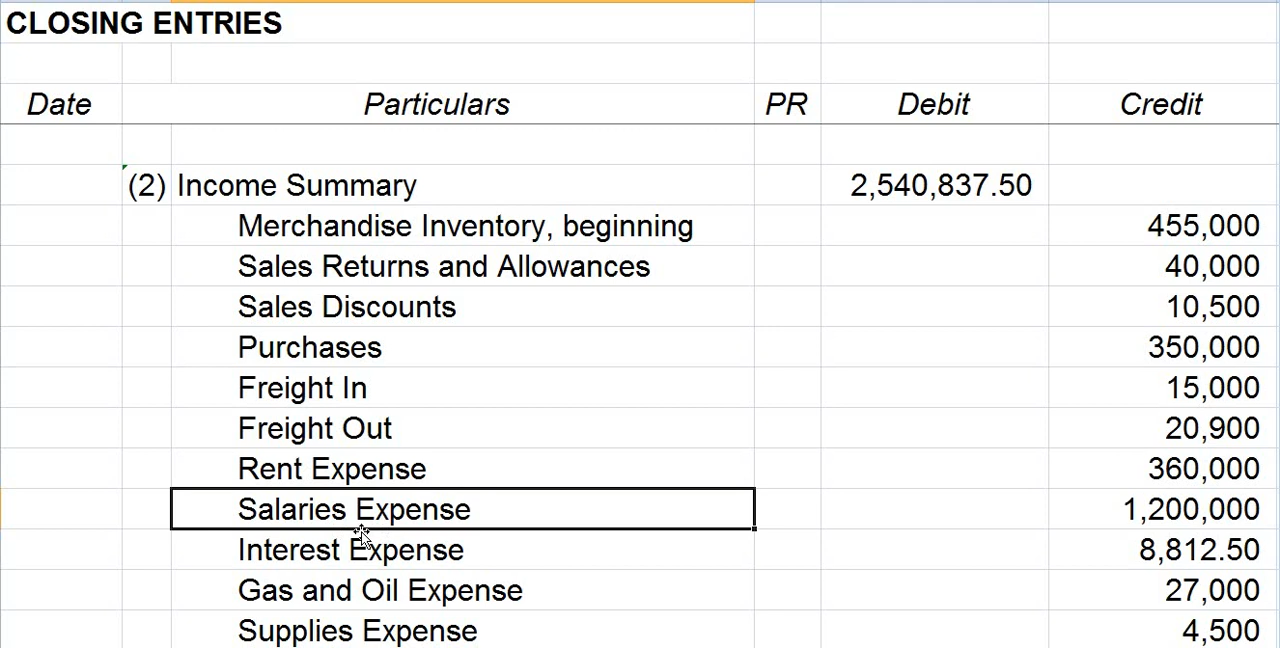 CLOSING ENTRIES
Date Particulars PR Debit Credit
(2) Income Summary 2,540,837.50
Merchandise Inventory, beginning 455,000
Sales Returns and Allowances 40,000
Sales Discounts 10,500
Purchases 350,000
Freight In 15,000
Freight Out 20,900
Rent Expense 360,000
Salaries Expense 1,200,000
Interest Expense 8,812.50
Gas and Oil Expense 27,000
Supplies Expense 4,500